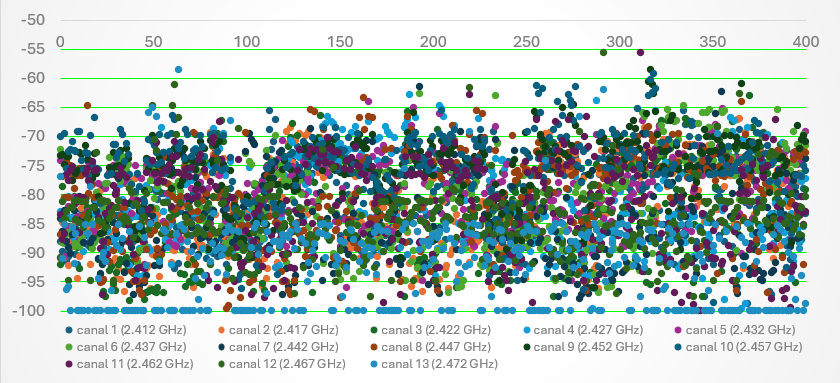 -50
-55
0 50 100 150 200 250 300 350 400
-60
-65
-70
-75
-80
-85
-90
-95
-100
canal 1 (2.412 GHz) canal 2 (2.417 GHz) canal 3 (2.422 GHz) canal 4 (2.427 GHz) canal 5 (2.432 GHz)
canal 6 (2.437 GHz) canal 7 (2.442 GHz) canal 8 (2.447 GHz) canal 9 (2.452 GHz) canal 10 (2.457 GHz)
canal 11 (2.462 GHz) canal 12 (2.467 GHz) canal 13 (2.472 GHz)